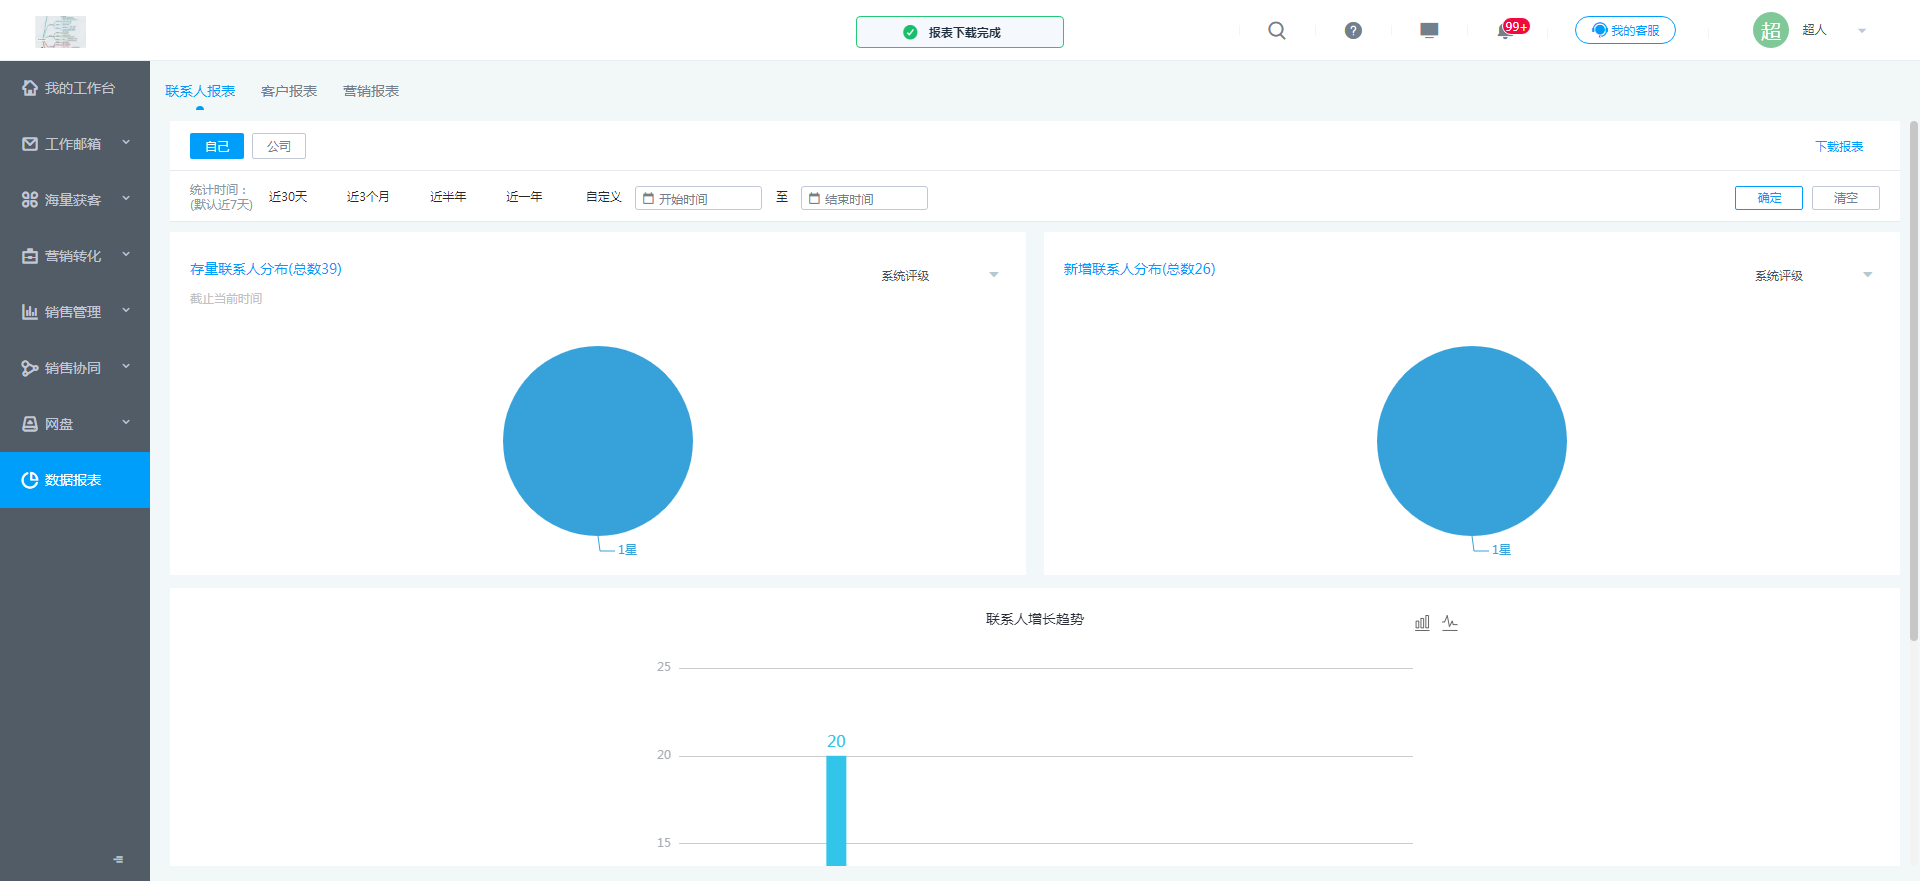 报表下载完成
99+
我的客服
超
超人
我的工作台
工作邮箱
海量获客
营销转化
销售管理
销售协同
网盘
数据报表
联系人报表 客户报表 营销报表
自己 公司 下载报表
统计时间：
(默认近7天)
近30天 近3个月 近半年 近一年 自定义 开始时间 至 结束时间 确定 清空
存量联系人分布(总数39)
系统评级
截止当前时间
1星
新增联系人分布(总数26)
系统评级
1星
联系人增长趋势
25
20
20
15